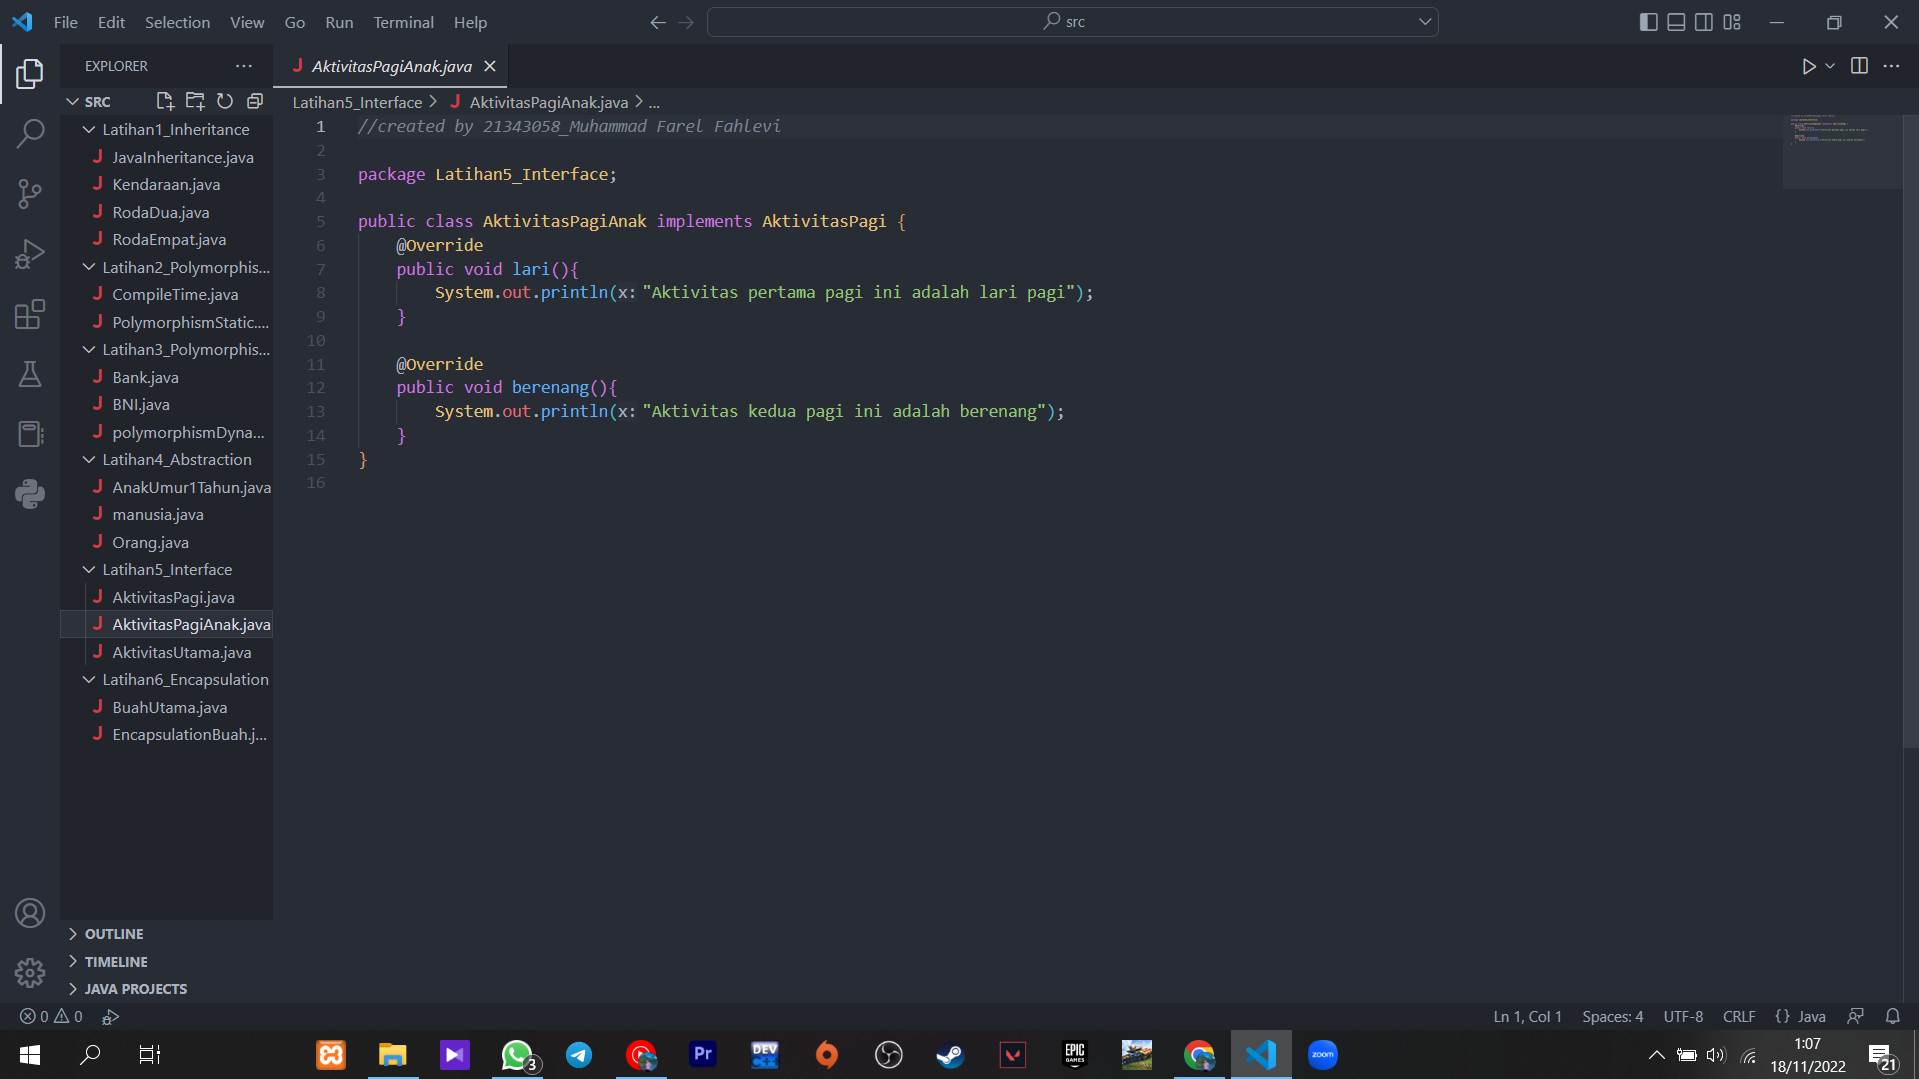 File Edit Selection View Go Run Terminal Help
src
EXPLORER
AktivitasPagiAnak.java
SRC
Latihan5_Interface > AktivitasPagiAnak.java > ...
Latihan1_Inheritance
JavaInheritance.java
Kendaraan.java
RodaDua.java
RodaEmpat.java
Latihan2_Polymorphis...
CompileTime.java
PolymorphismStatic....
Latihan3_Polymorphis...
Bank.java
BNI.java
polymorphismDyna...
Latihan4_Abstraction
AnakUmur1Tahun.java
manusia.java
Orang.java
Latihan5_Interface
AktivitasPagi.java
AktivitasPagiAnak.java
AktivitasUtama.java
Latihan6_Encapsulation
BuahUtama.java
EncapsulationBuah.j...
OUTLINE
TIMELINE
JAVA PROJECTS
1 //created by 21343058_Muhammad Farel Fahlevi
2
3 package Latihan5_Interface;
4
5 public class AktivitasPagiAnak implements AktivitasPagi {
6 @Override
7 public void lari(){
8 System.out.println(x: "Aktivitas pertama pagi ini adalah lari pagi");
9 }
10
11 @Override
12 public void berenang(){
13 System.out.println(x: "Aktivitas kedua pagi ini adalah berenang");
14 }
15 }
16
0 0
Ln 1, Col 1 Spaces: 4 UTF-8 CRLF {} Java
3
Pr
DEV C++
EPIC GAMES
zoom
1:07
18/11/2022
21